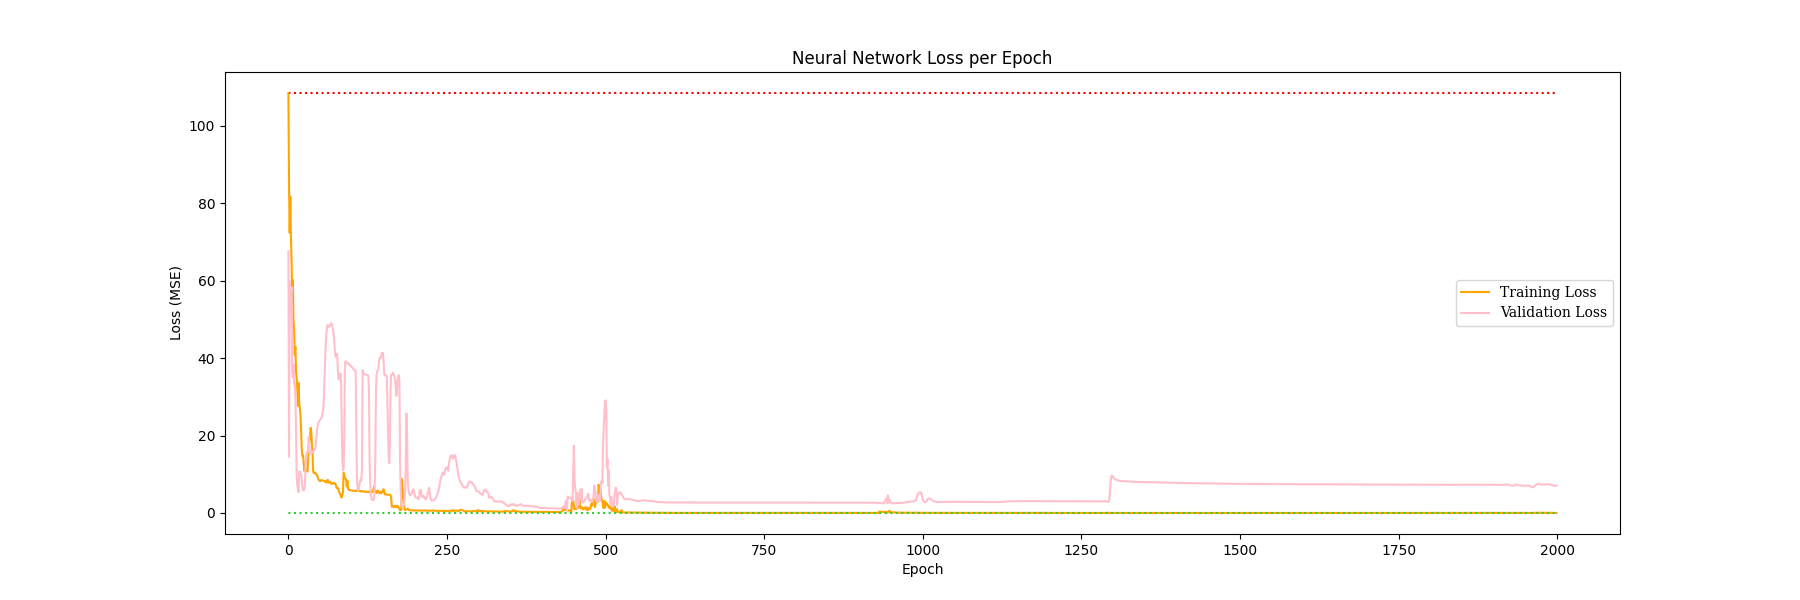 Neural Network Loss per Epoch
Loss (MSE)
100
80
60
40
20
0
Training Loss
Validation Loss
0 250 500 750 1000 1250 1500 1750 2000
Epoch